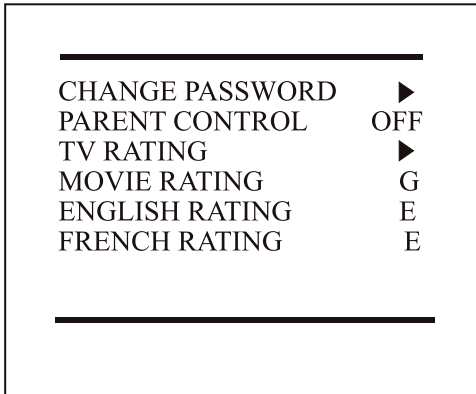 CHANGE PASSWORD ▶
PARENT CONTROL OFF
TV RATING ▶
MOVIE RATING G
ENGLISH RATING E
FRENCH RATING E